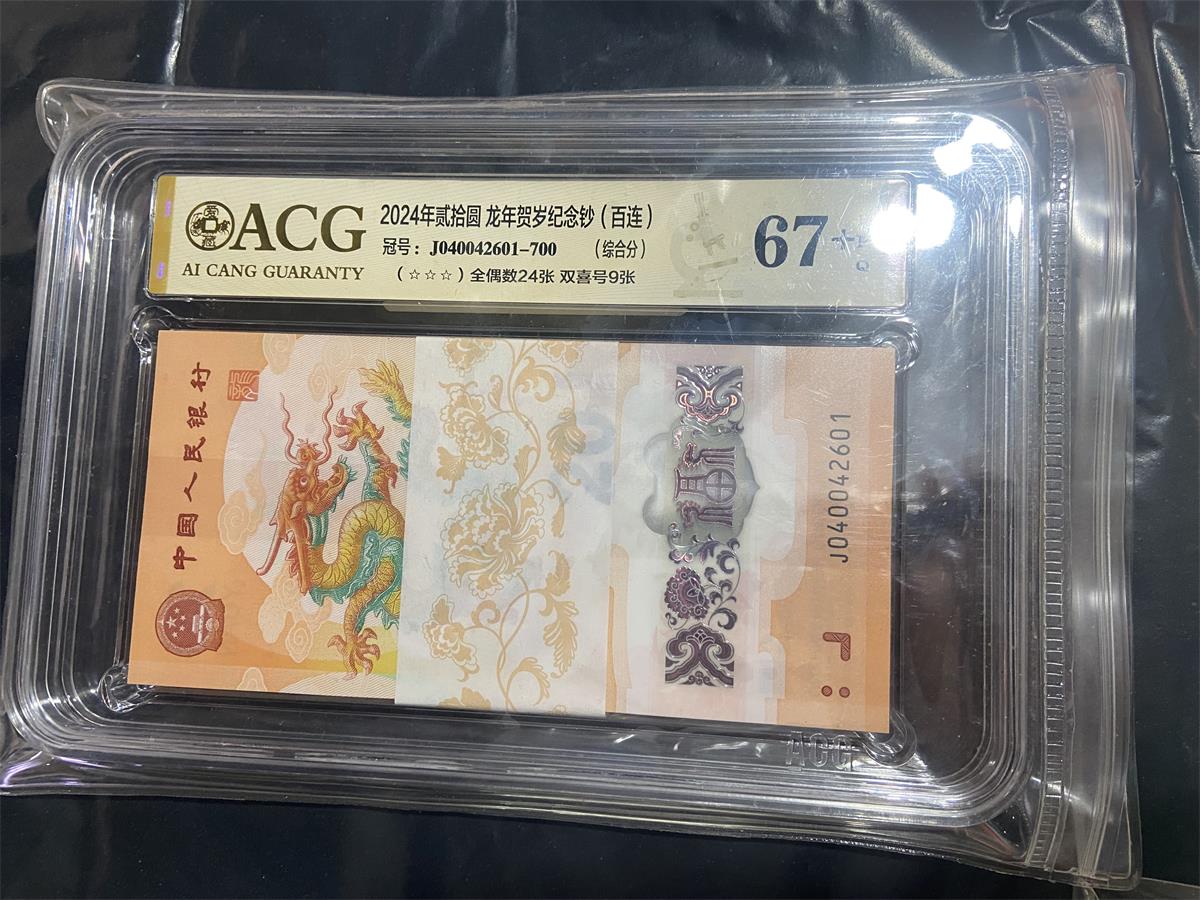 ACG
AI CANG GUARANTY
2024年贰拾圆 龙年贺岁纪念钞（百连）
冠号：J040042601-700 （综合分）
（☆☆☆）全偶数24张 双喜号9张
67+
中国人民银行
20
J040042601
ACG